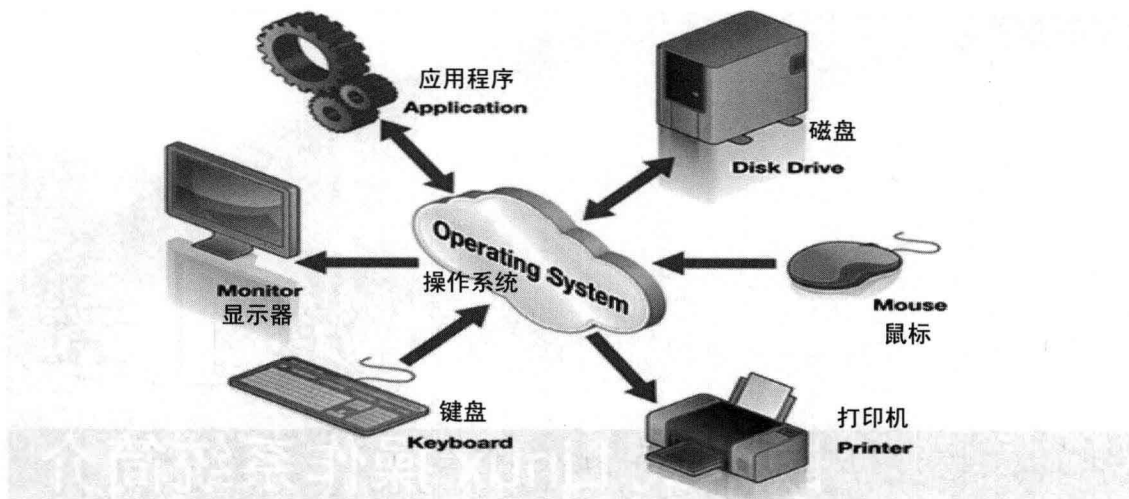 应用程序
Application
磁盘
Disk Drive
Operating System
操作系统
Monitor
显示器
Mouse
鼠标
键盘
Keyboard
打印机
Printer